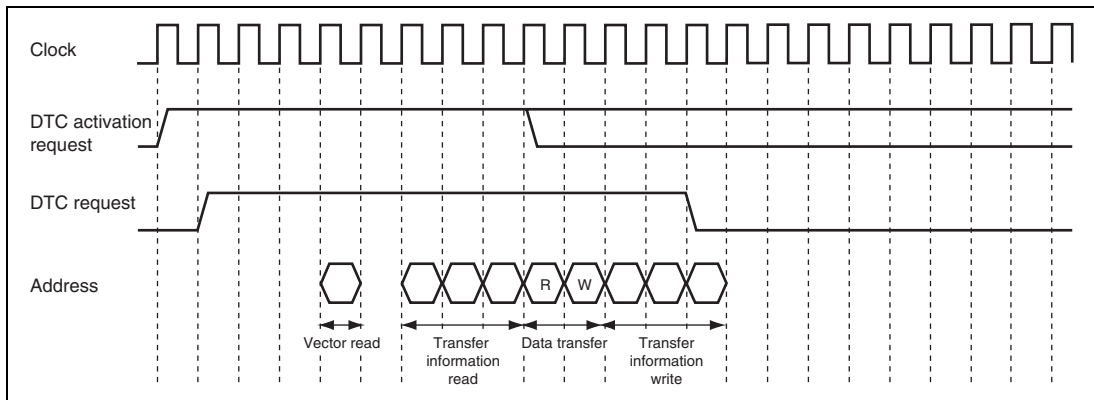 Clock
DTC activation
request
DTC request
Address
R W
Vector read
Transfer
information
read
Data transfer
Transfer
information
write